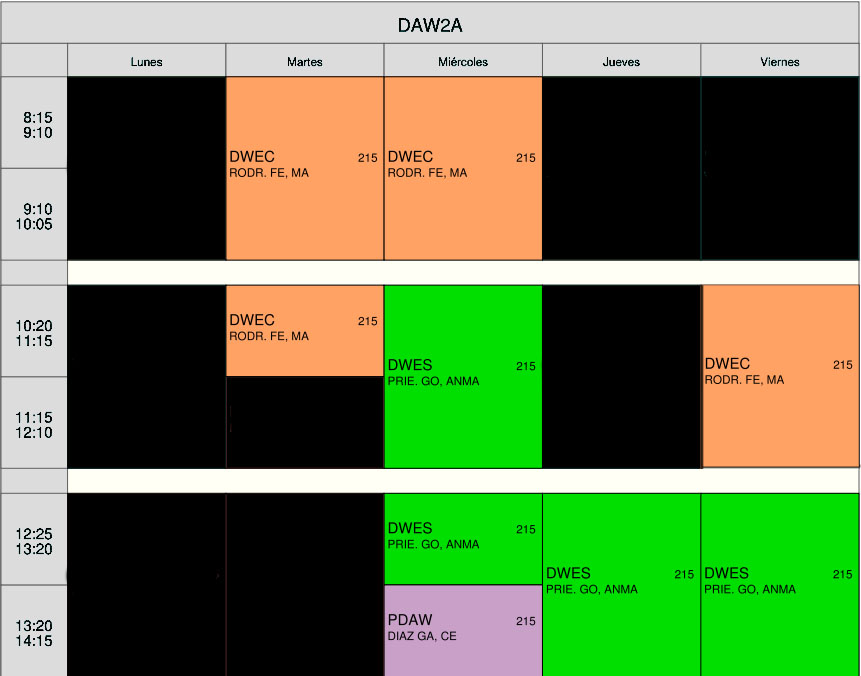 DAW2A
Lunes Martes Miércoles Jueves Viernes
8:15
9:10
DWEC 215
RODR. FE, MA
DWEC 215
RODR. FE, MA
9:10
10:05
10:20
11:15
DWEC 215
RODR. FE, MA
DWES 215
PRIE. GO, ANMA
DWEC 215
RODR. FE, MA
11:15
12:10
12:25
13:20
DWES 215
PRIE. GO, ANMA
DWES 215
PRIE. GO, ANMA
DWES 215
PRIE. GO, ANMA
13:20
14:15
PDAW 215
DIAZ GA, CE